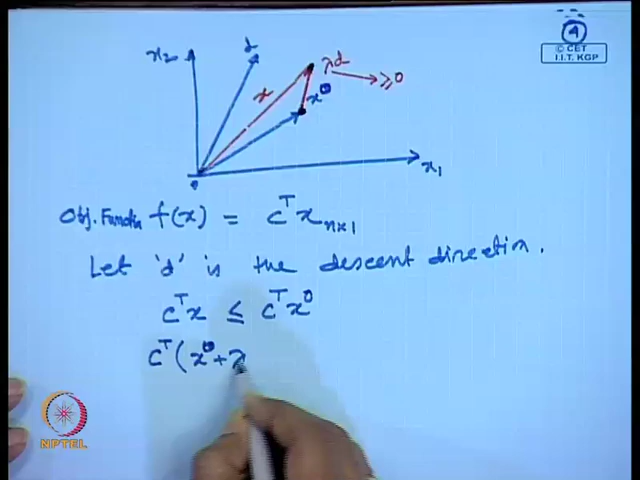 4
© CET
I.I.T. KGP
x₂
d
λd
≥0
x
x⁰
0
x₁
Obj. Functn f(x) = cᵀx n×1
Let 'd' is the descent direction.
cᵀx ≤ cᵀx⁰
cᵀ(x⁰+λ
NPTEL